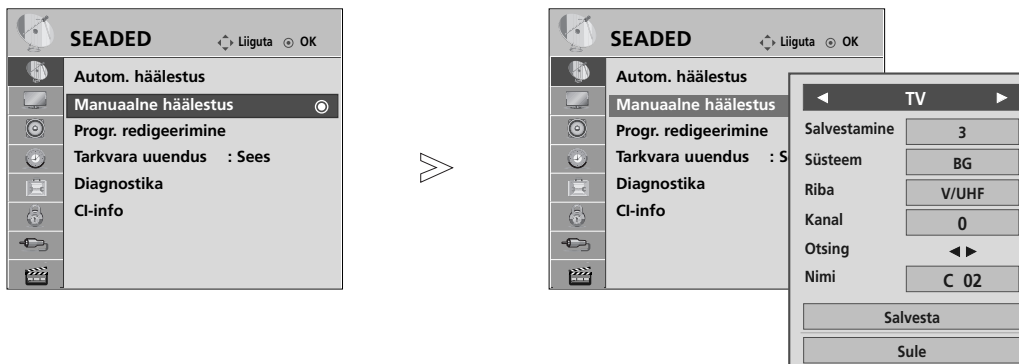 SEADED Liiguta OK
Autom. häälestus
Manuaalne häälestus
Progr. redigeerimine
Tarkvara uuendus : Sees
Diagnostika
CI-info
SEADED Liiguta OK
Autom. häälestus
Manuaalne häälestus
Progr. redigeerimine
Tarkvara uuendus : S
Diagnostika
CI-info
◄ TV ►
Salvestamine 3
Süsteem BG
Riba V/UHF
Kanal 0
Otsing ◄►
Nimi C 02
Salvesta
Sule